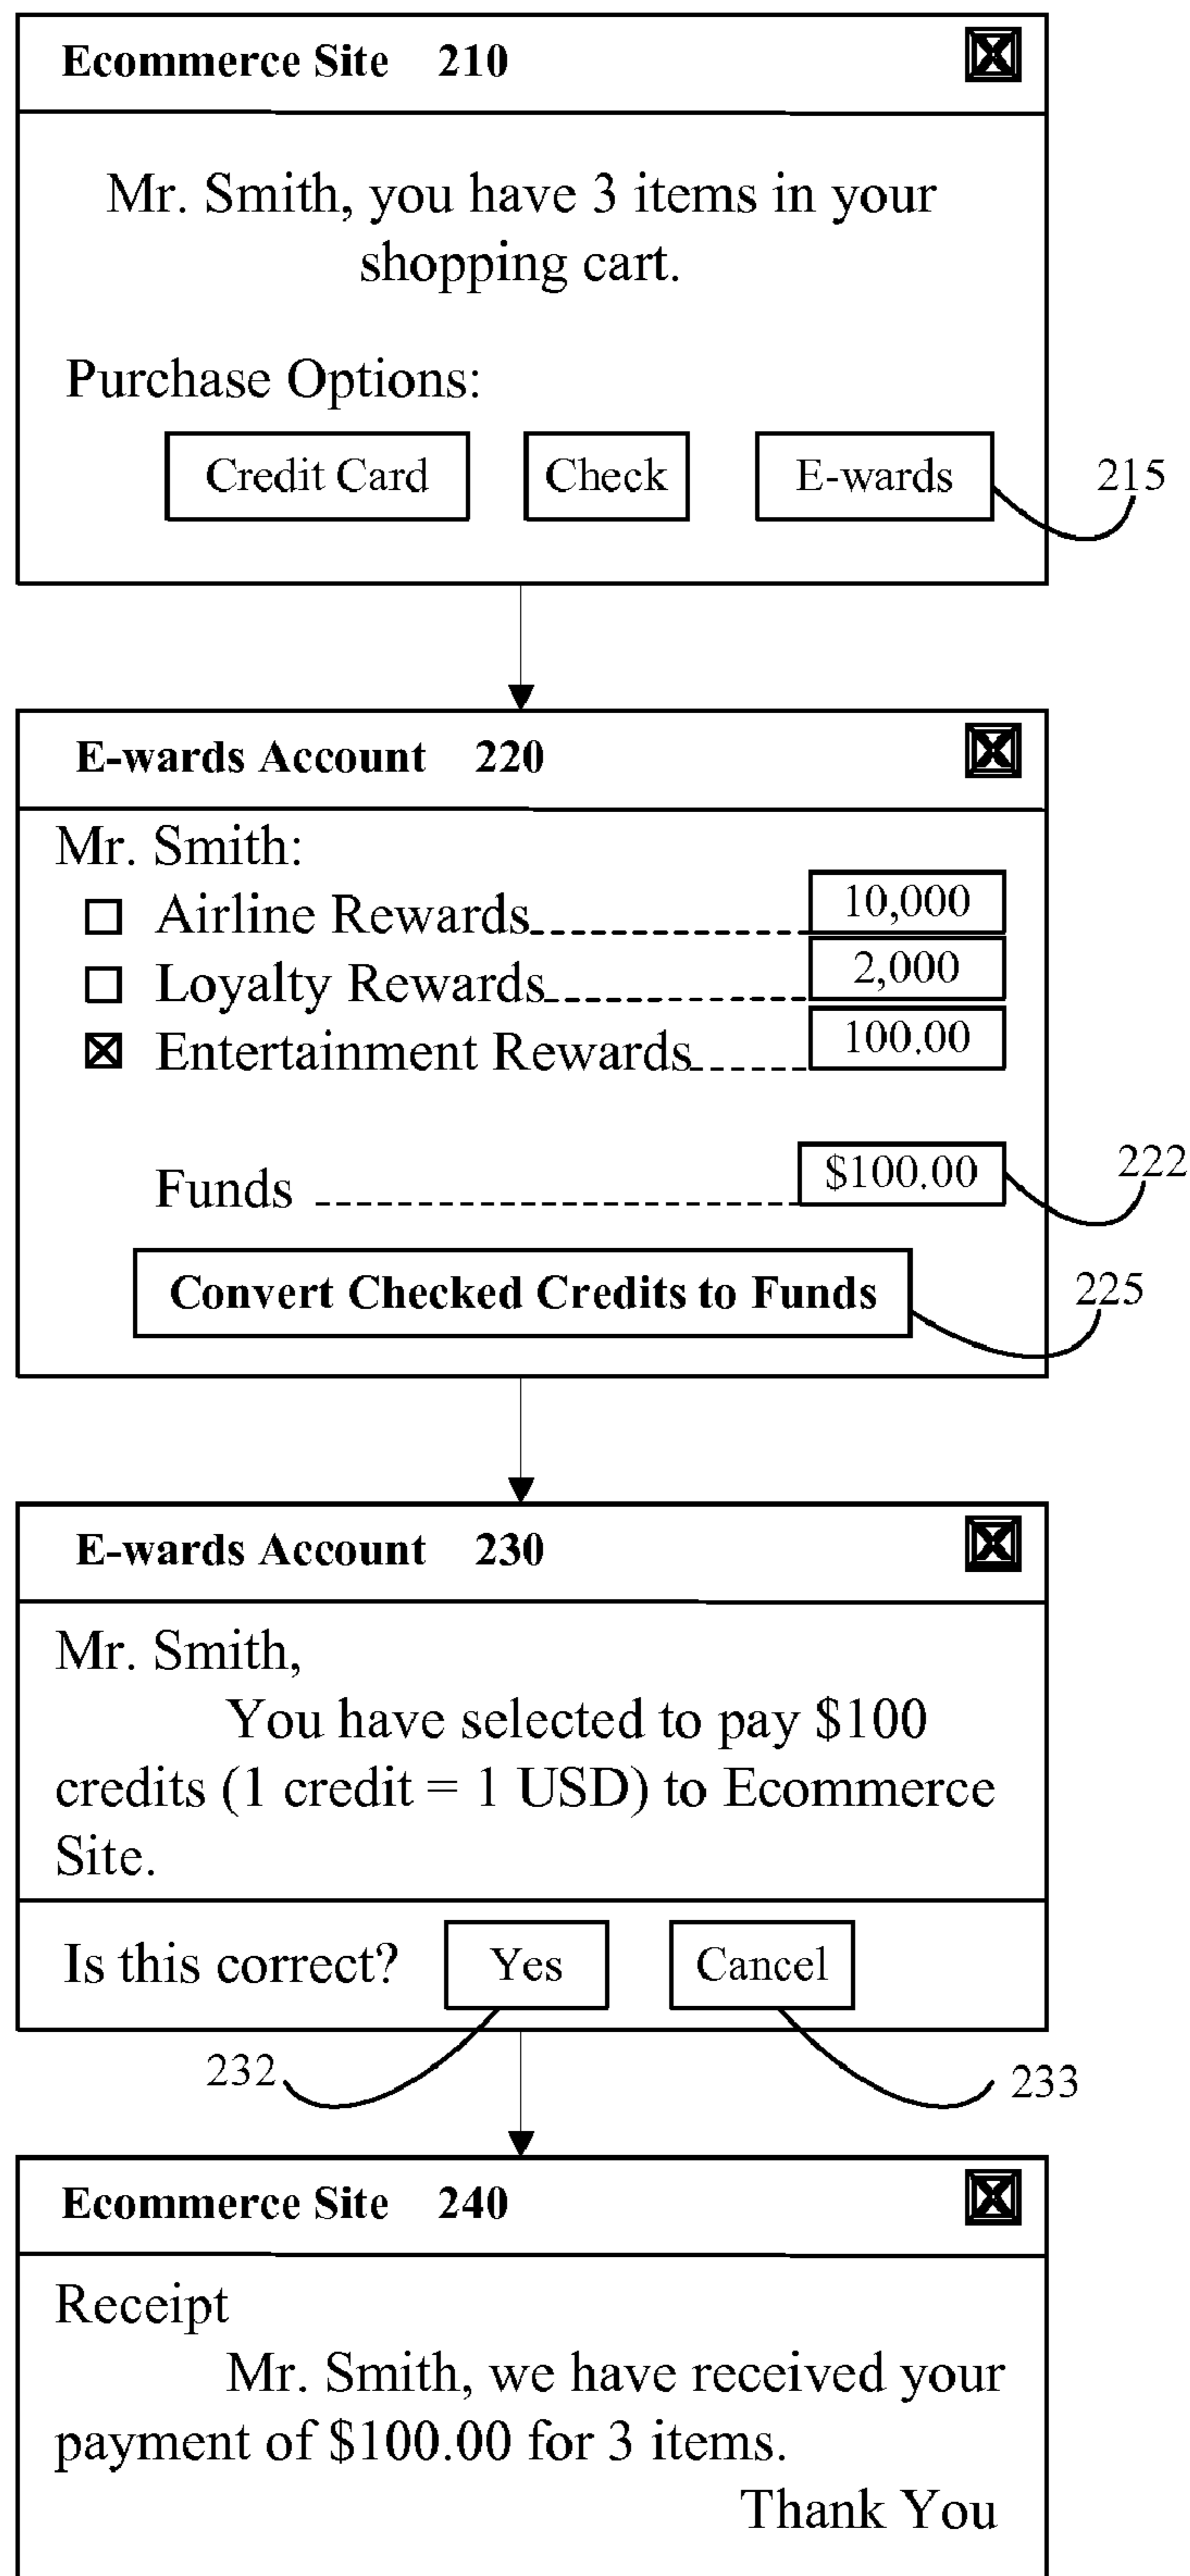 Ecommerce Site 210
Mr. Smith, you have 3 items in your
shopping cart.
Purchase Options:
Credit Card Check E-wards 215
E-wards Account 220
Mr. Smith:
Airline Rewards 10,000
Loyalty Rewards 2,000
Entertainment Rewards 100.00
Funds $100.00 222
Convert Checked Credits to Funds 225
E-wards Account 230
Mr. Smith,
You have selected to pay $100
credits (1 credit = 1 USD) to Ecommerce
Site.
Is this correct? Yes Cancel
232 233
Ecommerce Site 240
Receipt
Mr. Smith, we have received your
payment of $100.00 for 3 items.
Thank You